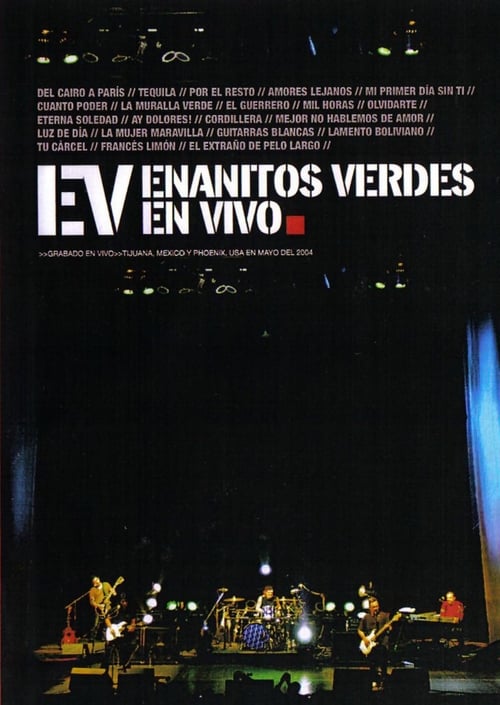 DEL CAIRO A PARÍS // TEQUILA // POR EL RESTO // AMORES LEJANOS // MI PRIMER DÍA SIN TI //
CUANTO PODER // LA MURALLA VERDE // EL GUERRERO // MIL HORAS // OLVIDARTE //
ETERNA SOLEDAD // AY DOLORES! // CORDILLERA // MEJOR NO HABLEMOS DE AMOR //
LUZ DE DÍA // LA MUJER MARAVILLA // GUITARRAS BLANCAS // LAMENTO BOLIVIANO //
TU CÁRCEL // FRANCÉS LIMÓN // EL EXTRAÑO DE PELO LARGO //
EV ENANITOS VERDES
EN VIVO.
>>GRABADO EN VIVO>>TIJUANA, MEXICO Y PHOENIX, USA EN MAYO DEL 2004